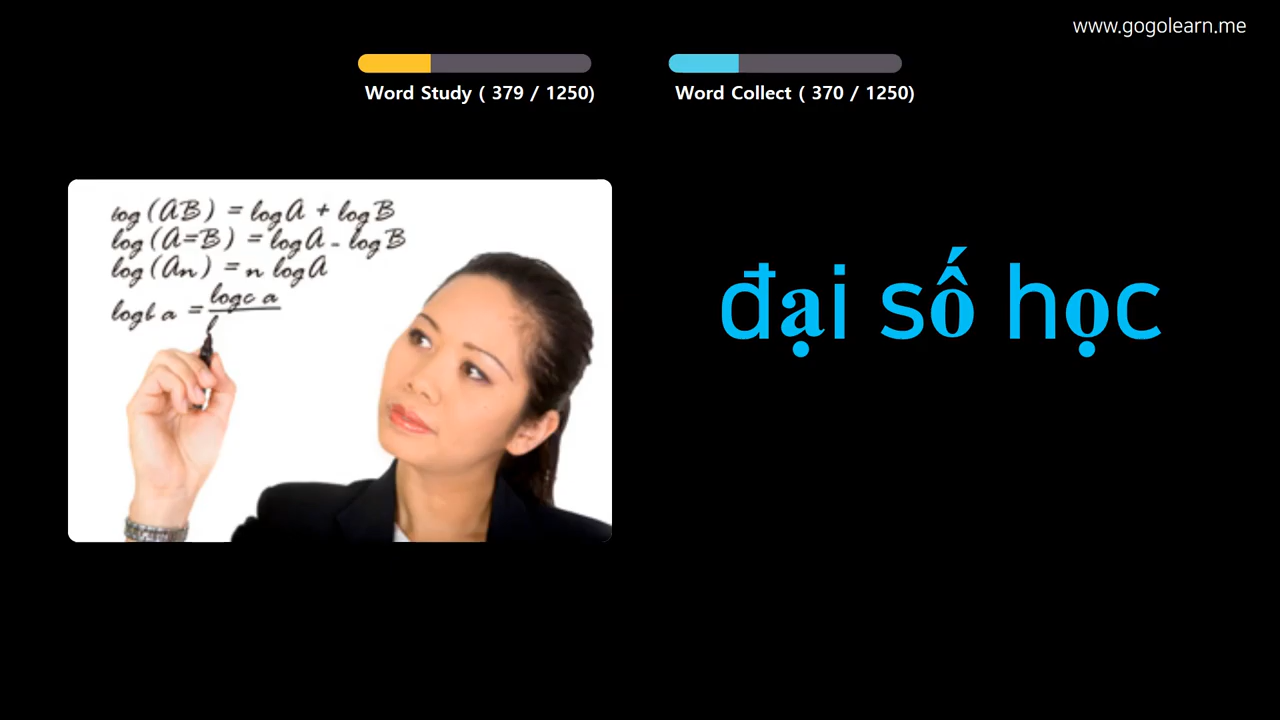 www.gogolearn.me
Word Study ( 379 / 1250)
Word Collect ( 370 / 1250)
log (AB) = log A + log B
log (A=B) = log A - log B
log (An) = n log A
logb a = logc a
đại số học